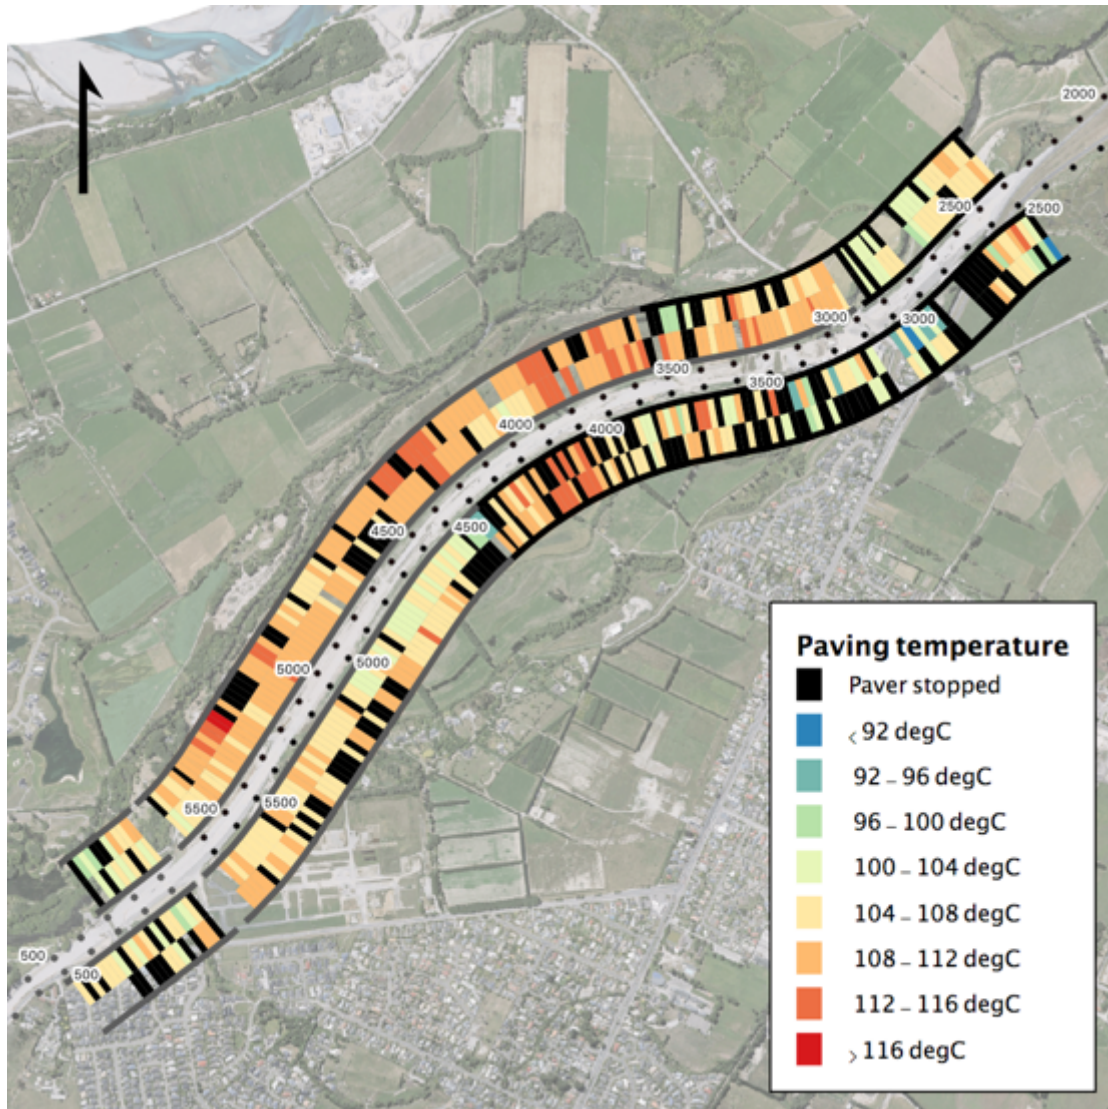 2000
2500
2500
3000
3000
3500
3500
4000
4000
4500
4500
5000
5000
5500
5500
500
500
Paving temperature
Paver stopped
< 92 degC
92 – 96 degC
96 – 100 degC
100 – 104 degC
104 – 108 degC
108 – 112 degC
112 – 116 degC
> 116 degC